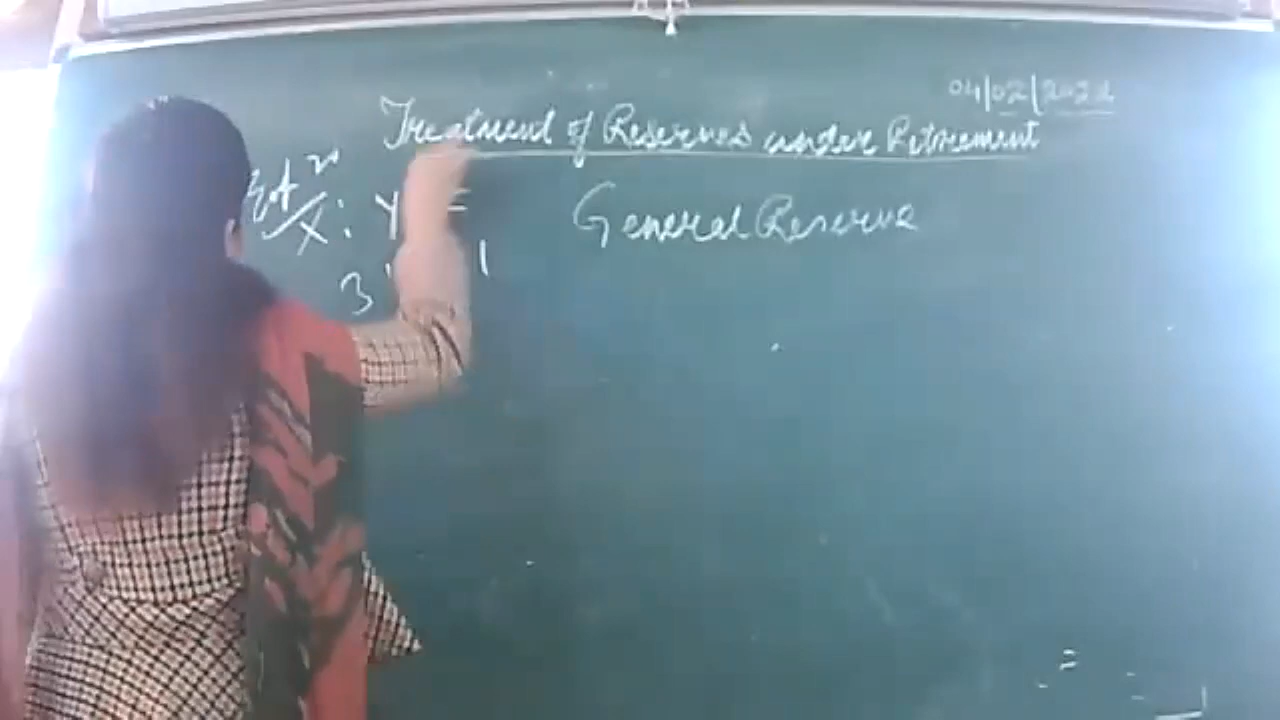 04/02/2022
Treatment of Reserves under Retirement
X : Y
General Reserve
3 1